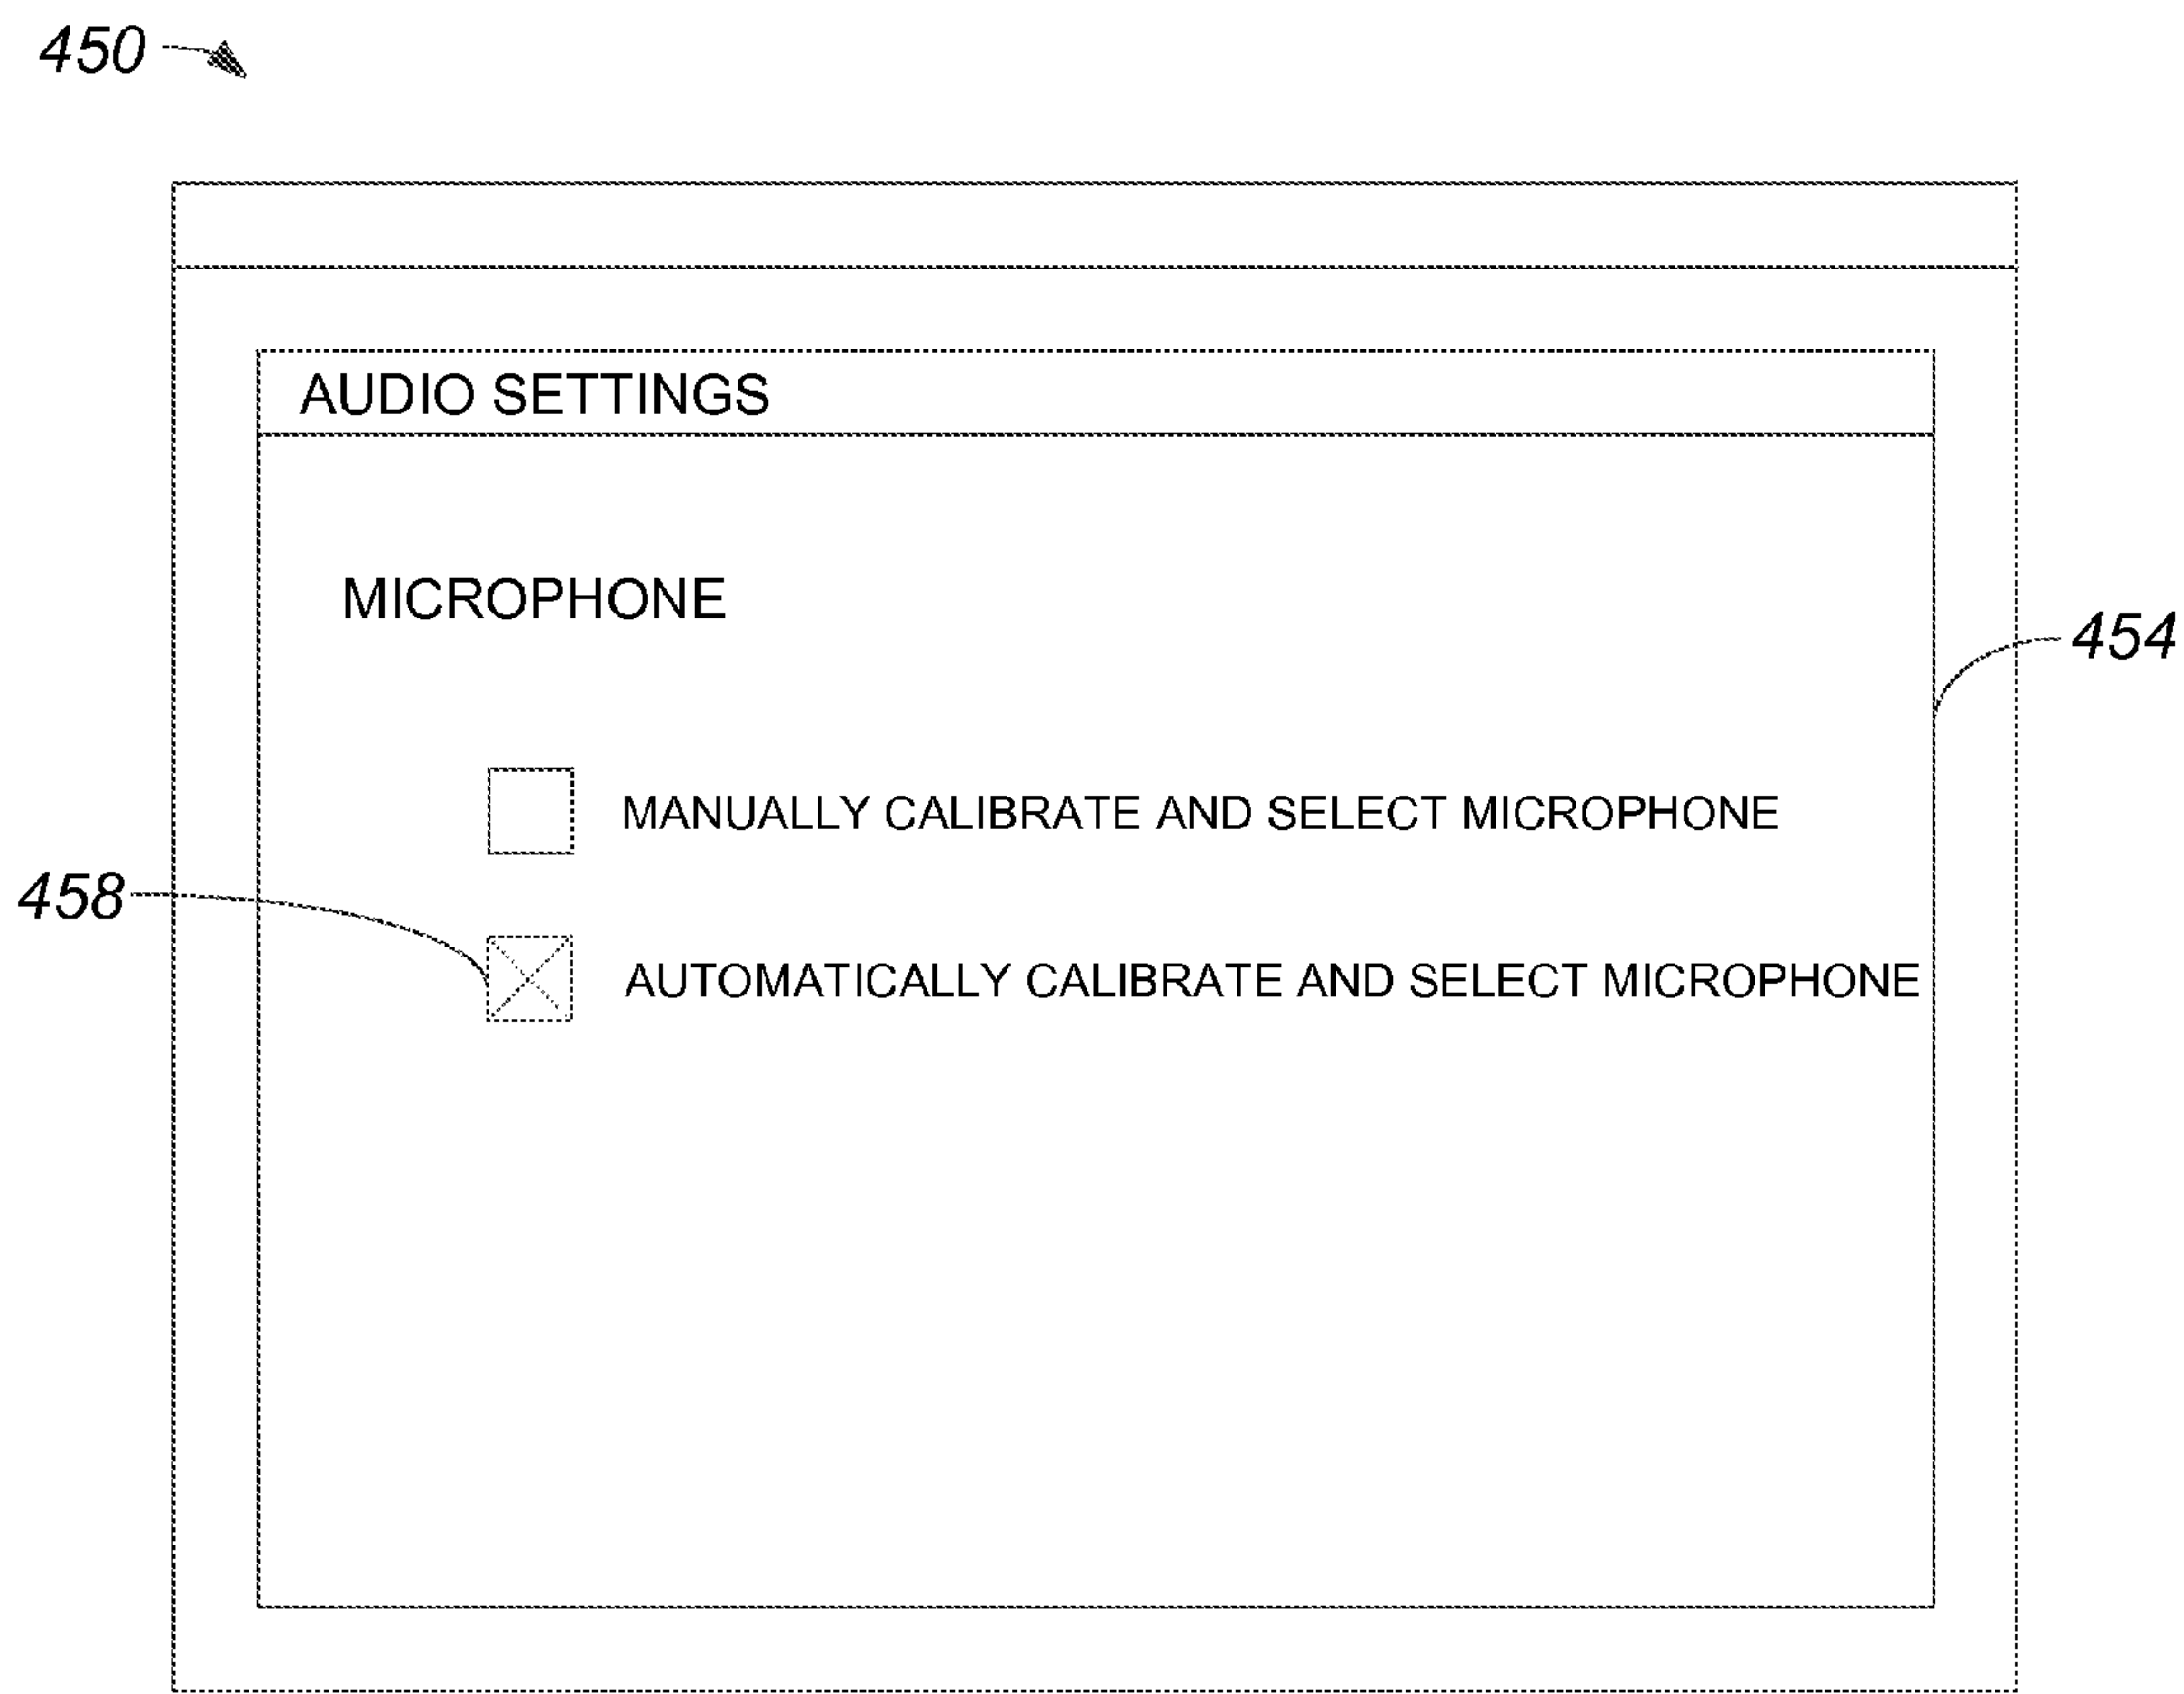 450
AUDIO SETTINGS
MICROPHONE
454
MANUALLY CALIBRATE AND SELECT MICROPHONE
458
AUTOMATICALLY CALIBRATE AND SELECT MICROPHONE